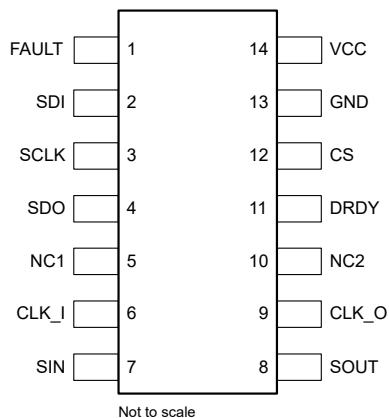 FAULT 1 14 VCC
SDI 2 13 GND
SCLK 3 12 CS
SDO 4 11 DRDY
NC1 5 10 NC2
CLK_I 6 9 CLK_O
SIN 7 8 SOUT
Not to scale